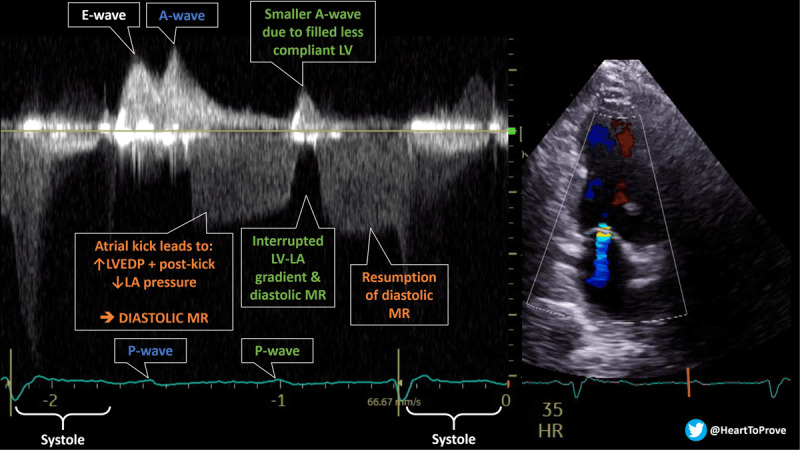 E-wave
A-wave
Smaller A-wave
due to filled less
compliant LV
Atrial kick leads to:
↑LVEDP + post-kick
↓LA pressure
➔ DIASTOLIC MR
Interrupted
LV-LA
gradient &
diastolic MR
Resumption
of diastolic
MR
P-wave
P-wave
-2
-1
66.67 mm/s
0
Systole
Systole
35
HR
@HeartToProve